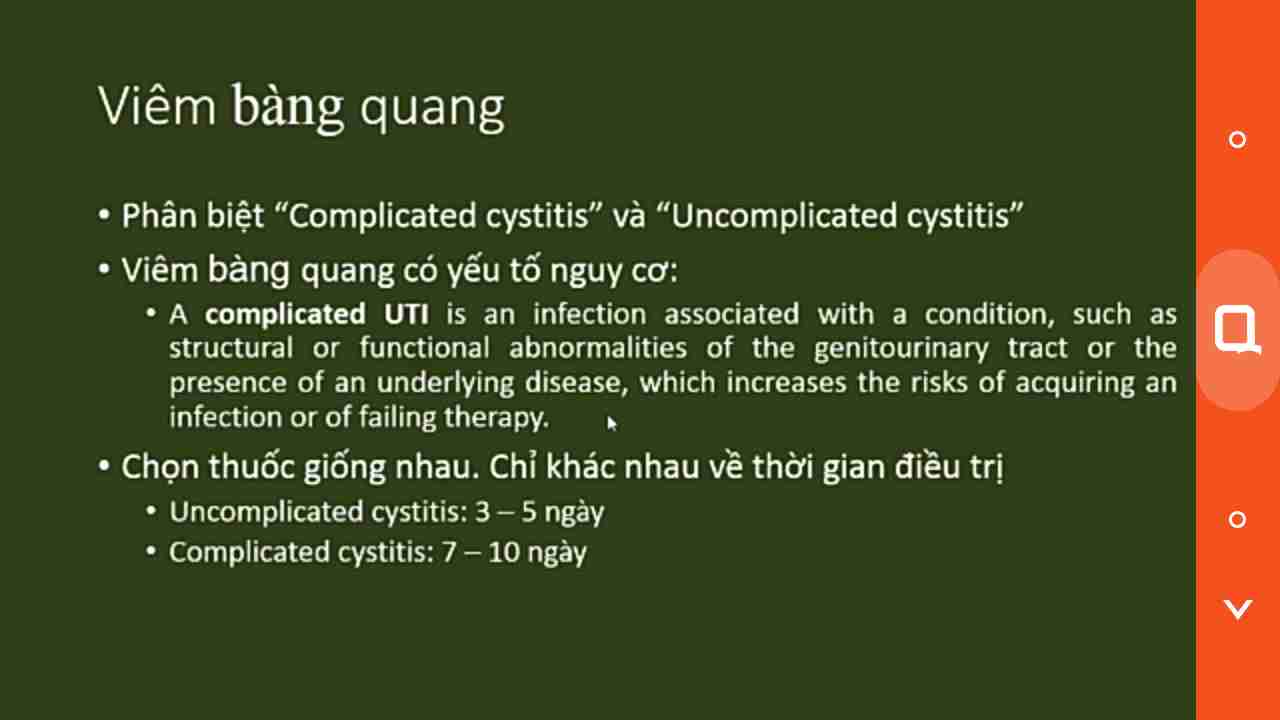 Viêm bàng quang
• Phân biệt “Complicated cystitis” và “Uncomplicated cystitis”
• Viêm bàng quang có yếu tố nguy cơ:
• A complicated UTI is an infection associated with a condition, such as
structural or functional abnormalities of the genitourinary tract or the
presence of an underlying disease, which increases the risks of acquiring an
infection or of failing therapy.
• Chọn thuốc giống nhau. Chỉ khác nhau về thời gian điều trị
• Uncomplicated cystitis: 3 – 5 ngày
• Complicated cystitis: 7 – 10 ngày